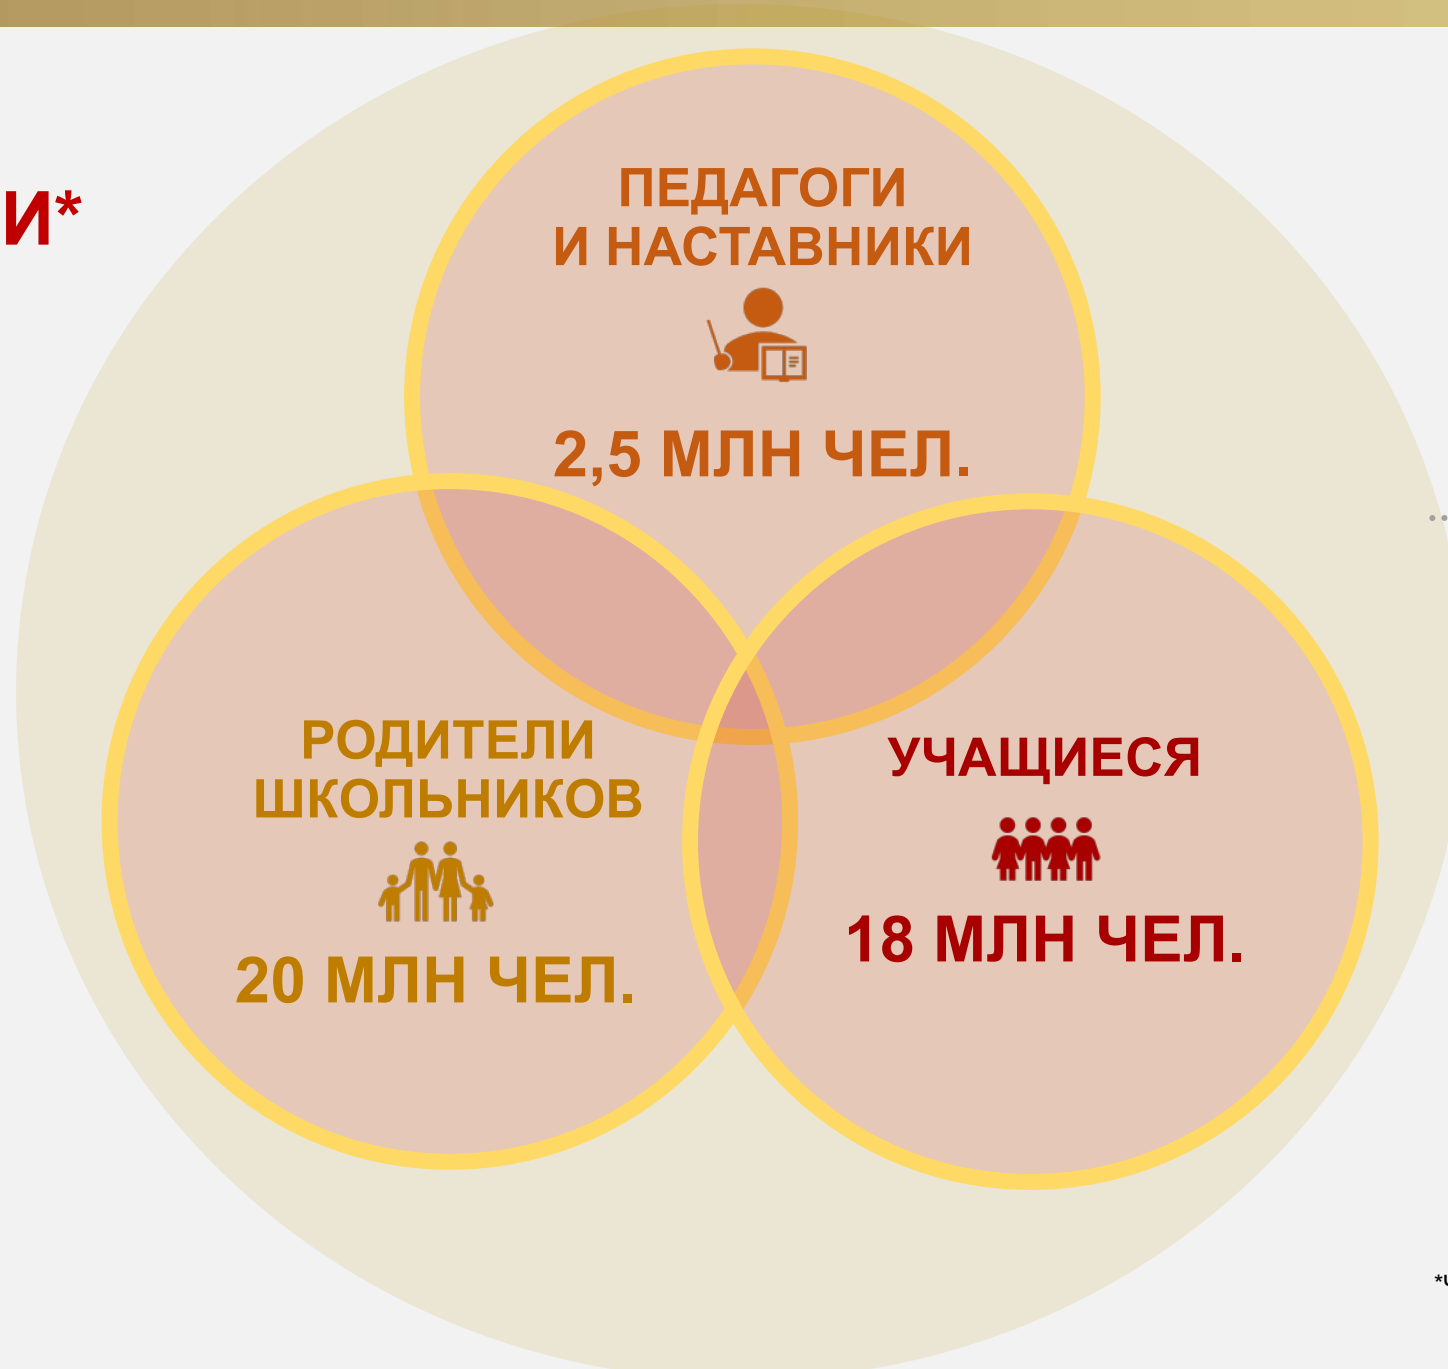 И*
ПЕДАГОГИ
И НАСТАВНИКИ
2,5 МЛН ЧЕЛ.
РОДИТЕЛИ
ШКОЛЬНИКОВ
20 МЛН ЧЕЛ.
УЧАЩИЕСЯ
18 МЛН ЧЕЛ.